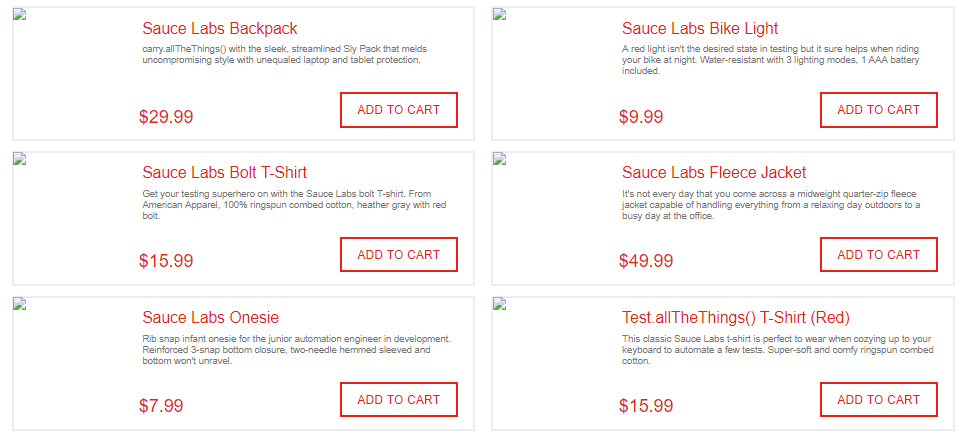 Sauce Labs Backpack
carry.allTheThings() with the sleek, streamlined Sly Pack that melds
uncompromising style with unequaled laptop and tablet protection.
$29.99
ADD TO CART
Sauce Labs Bike Light
A red light isn't the desired state in testing but it sure helps when riding
your bike at night. Water-resistant with 3 lighting modes, 1 AAA battery
included.
$9.99
ADD TO CART
Sauce Labs Bolt T-Shirt
Get your testing superhero on with the Sauce Labs bolt T-shirt. From
American Apparel, 100% ringspun combed cotton, heather gray with red
bolt.
$15.99
ADD TO CART
Sauce Labs Fleece Jacket
It's not every day that you come across a midweight quarter-zip fleece
jacket capable of handling everything from a relaxing day outdoors to a
busy day at the office.
$49.99
ADD TO CART
Sauce Labs Onesie
Rib snap infant onesie for the junior automation engineer in development.
Reinforced 3-snap bottom closure, two-needle hemmed sleeved and
bottom won't unravel.
$7.99
ADD TO CART
Test.allTheThings() T-Shirt (Red)
This classic Sauce Labs t-shirt is perfect to wear when cozying up to your
keyboard to automate a few tests. Super-soft and comfy ringspun combed
cotton.
$15.99
ADD TO CART